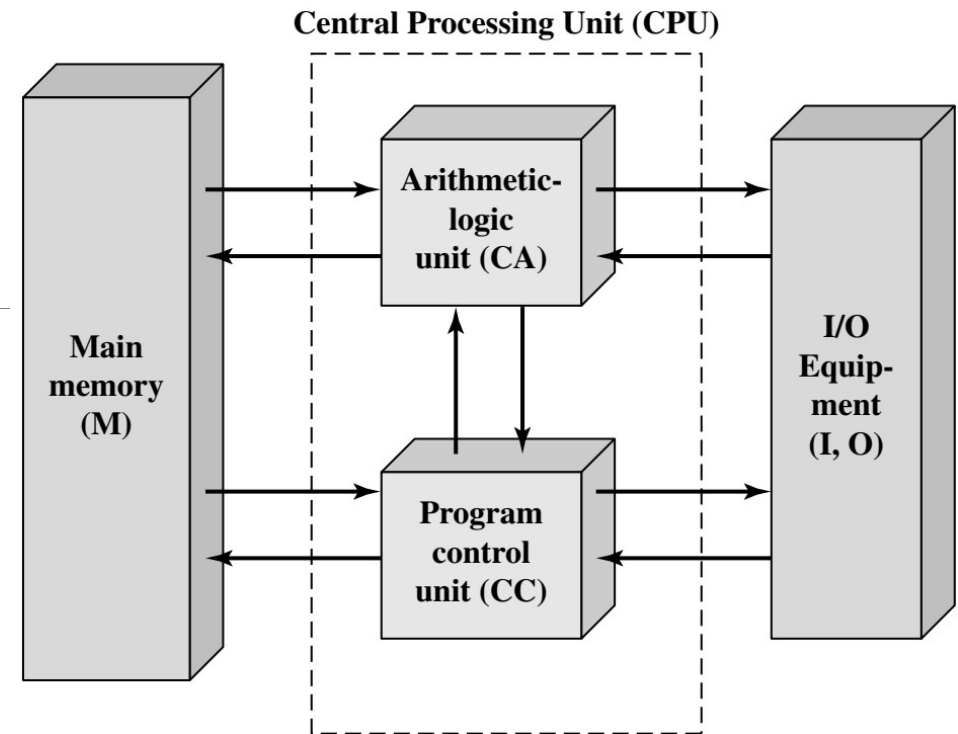 Central Processing Unit (CPU)
Main
memory
(M)
Arithmetic-
logic
unit (CA)
Program
control
unit (CC)
I/O
Equip-
ment
(I, O)